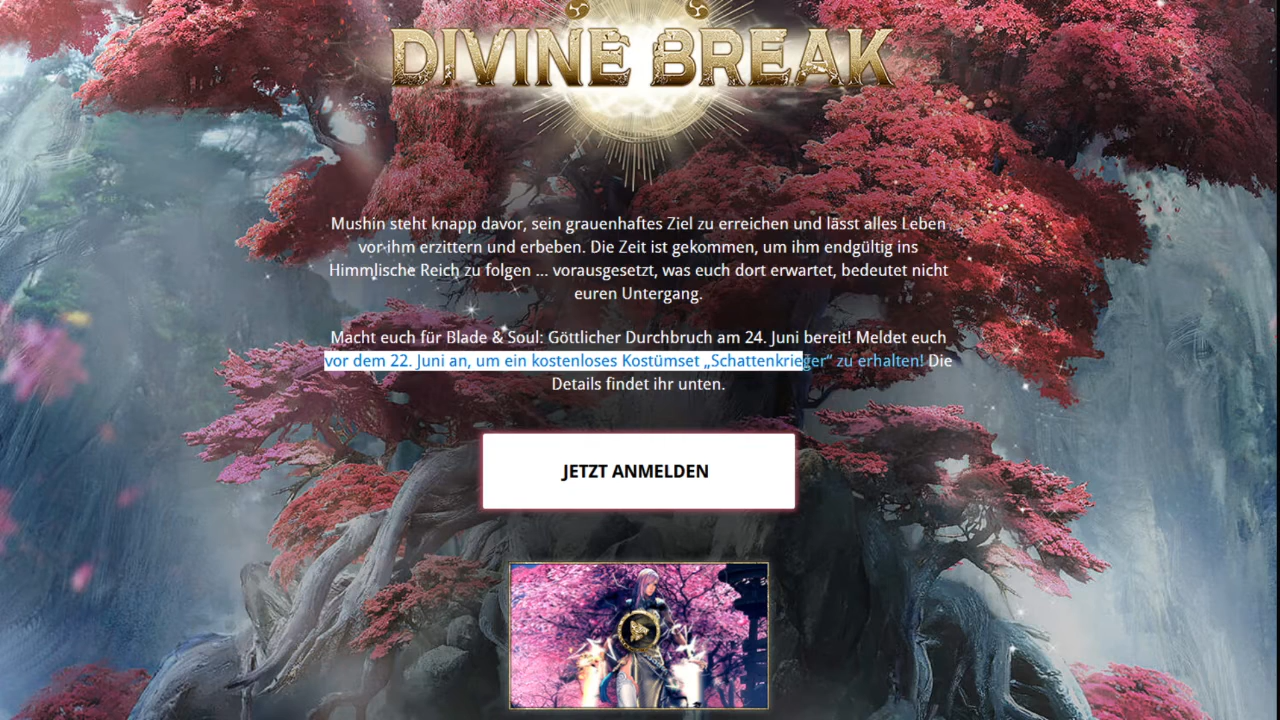 DIVINE BREAK
Mushin steht knapp davor, sein grauenhaftes Ziel zu erreichen und lässt alles Leben
vor ihm erzittern und erbeben. Die Zeit ist gekommen, um ihm endgültig ins
Himmlische Reich zu folgen ... vorausgesetzt, was euch dort erwartet, bedeutet nicht
euren Untergang.
Macht euch für Blade & Soul: Göttlicher Durchbruch am 24. Juni bereit! Meldet euch
vor dem 22. Juni an, um ein kostenloses Kostümset „Schattenkrieger“ zu erhalten! Die
Details findet ihr unten.
JETZT ANMELDEN